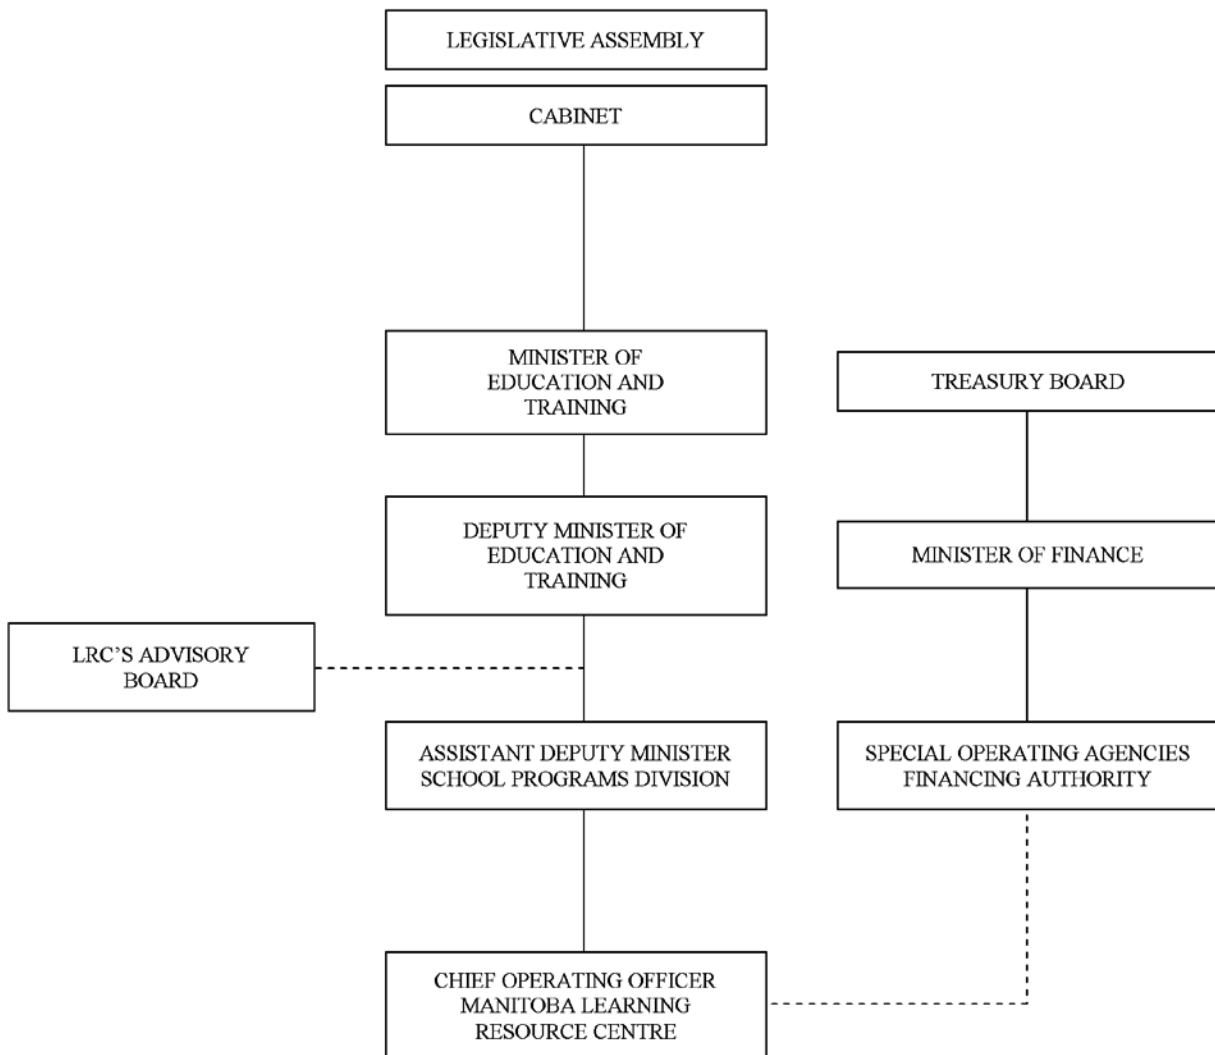 LEGISLATIVE ASSEMBLY
CABINET
MINISTER OF
EDUCATION AND
TRAINING
TREASURY BOARD
DEPUTY MINISTER OF
EDUCATION AND
TRAINING
MINISTER OF FINANCE
LRC'S ADVISORY
BOARD
ASSISTANT DEPUTY MINISTER
SCHOOL PROGRAMS DIVISION
SPECIAL OPERATING AGENCIES
FINANCING AUTHORITY
CHIEF OPERATING OFFICER
MANITOBA LEARNING
RESOURCE CENTRE